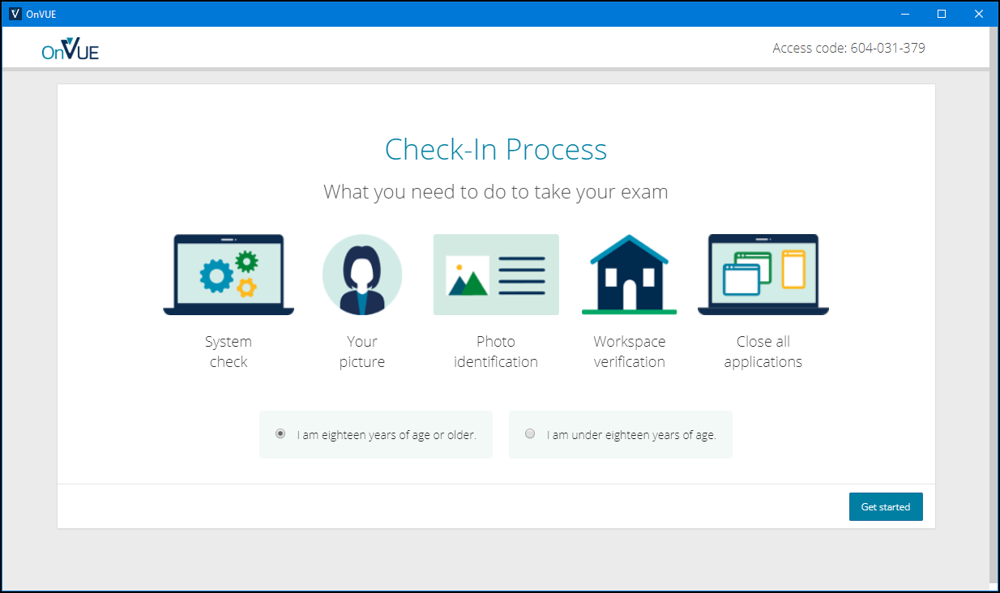 OnVUE
OnVUE
Access code: 604-031-379
Check-In Process
What you need to do to take your exam
System
check
Your
picture
Photo
identification
Workspace
verification
Close all
applications
I am eighteen years of age or older.
I am under eighteen years of age.
Get started